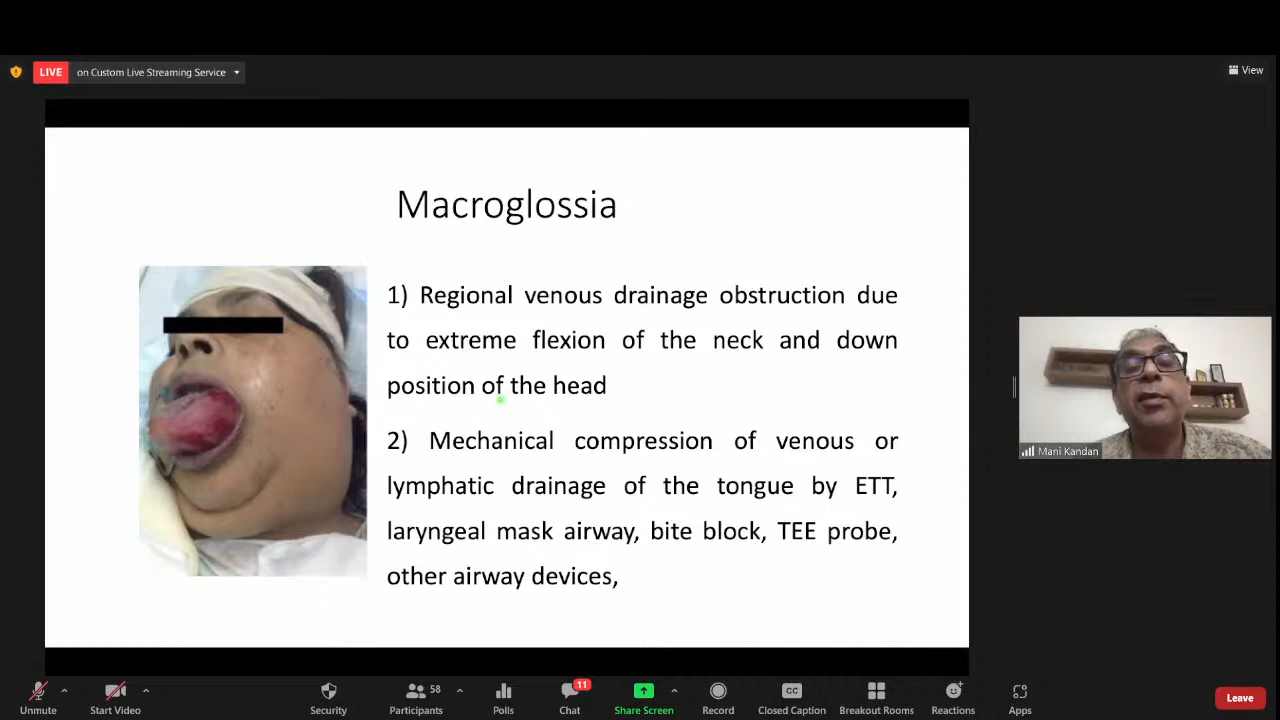 LIVE on Custom Live Streaming Service
View
Macroglossia
1) Regional venous drainage obstruction due
to extreme flexion of the neck and down
position of the head
2) Mechanical compression of venous or
lymphatic drainage of the tongue by ETT,
laryngeal mask airway, bite block, TEE probe,
other airway devices,
Mani Kandan
58
11
CC
Unmute Start Video Security Participants Polls Chat Share Screen Record Closed Caption Breakout Rooms Reactions Apps Leave